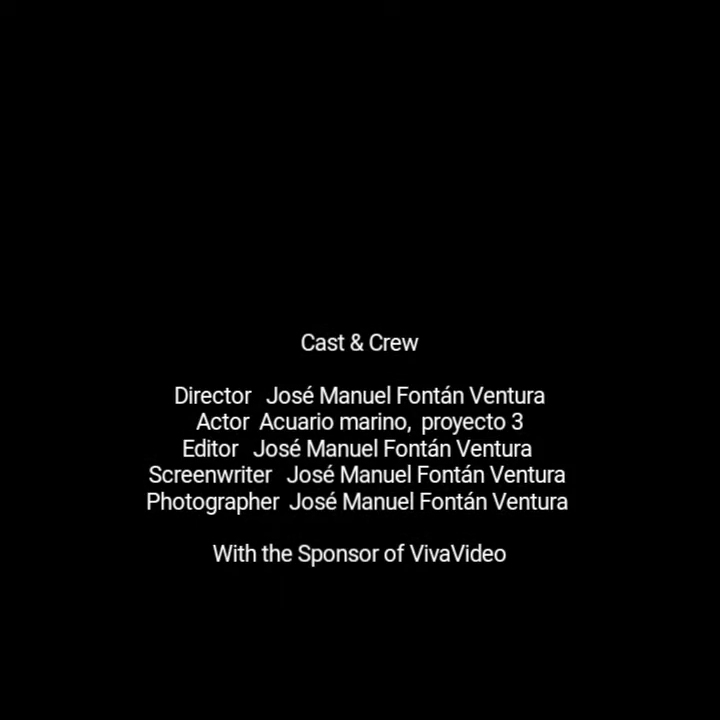 Cast & Crew
Director José Manuel Fontán Ventura
Actor Acuario marino, proyecto 3
Editor José Manuel Fontán Ventura
Screenwriter José Manuel Fontán Ventura
Photographer José Manuel Fontán Ventura
With the Sponsor of VivaVideo